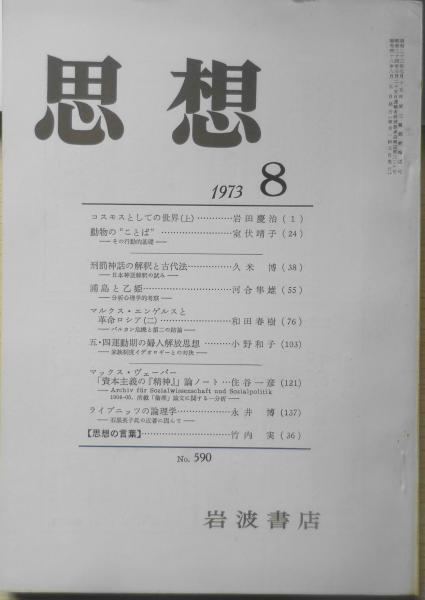 思想
1973 8
コスモスとしての世界(上)…………岩田慶治(1)
動物の“ことば”…………………室伏靖子(24)
——その行動的基礎——
刑罰神話の解釈と古代法…………久米 博(38)
——日本神話解釈の試み——
浦島と乙姫…………………………河合隼雄(55)
——分析心理学的考察——
マルクス・エンゲルスと
革命ロシア(二)…………………和田春樹(76)
——バルカン危機と第二の結論——
五・四運動期の婦人解放思想………小野和子(103)
——家族制度イデオロギーとの対決——
マックス・ヴェーバー
「資本主義の『精神』」論ノート…住谷一彦(121)
——Archiv für Sozialwissenschaft und Sozialpolitik
1904-05, 所載「倫理」論文に関する一分析——
ライプニッツの論理学………………永井 博(137)
——石黒英子氏の近著に因んで——
【思想の言葉】………………………竹内 実(36)
No. 590
岩波書店